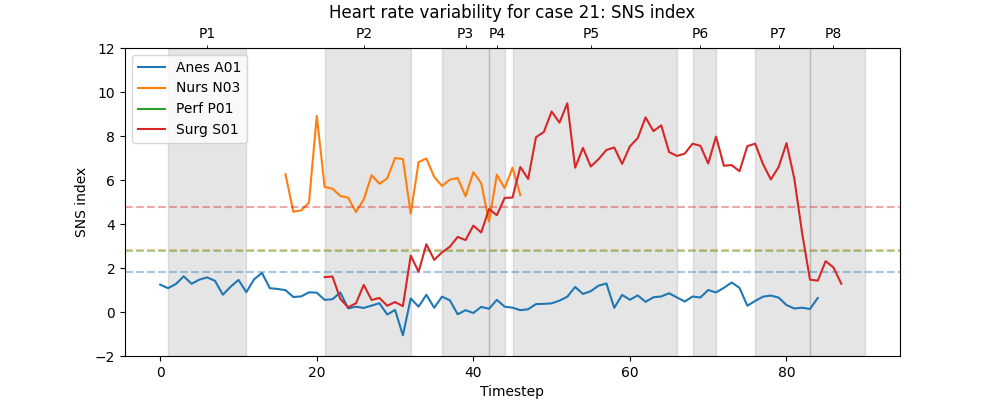 Heart rate variability for case 21: SNS index
P1 P2 P3 P4 P5 P6 P7 P8
12
10
8
6
4
2
0
−2
SNS index
Anes A01
Nurs N03
Perf P01
Surg S01
0 20 40 60 80
Timestep